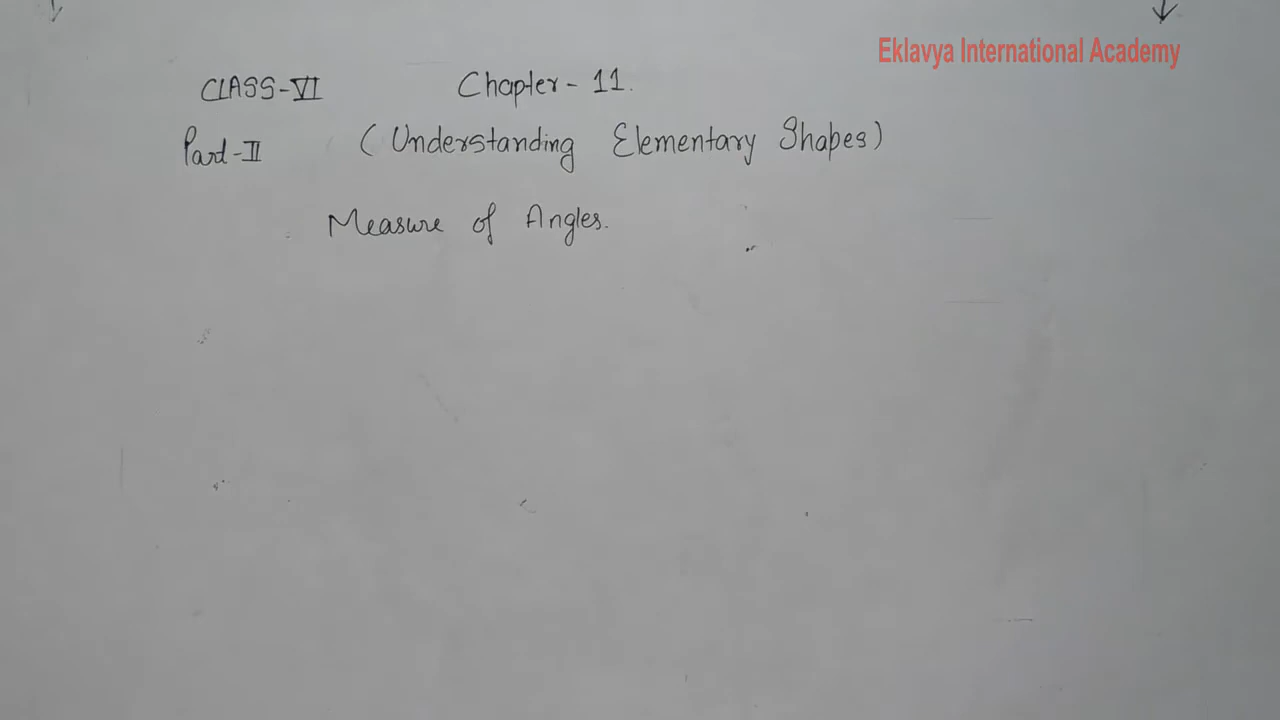 Eklavya International Academy
CLASS-VI Chapter-11.
Part-II (Understanding Elementary Shapes)
Measure of Angles.